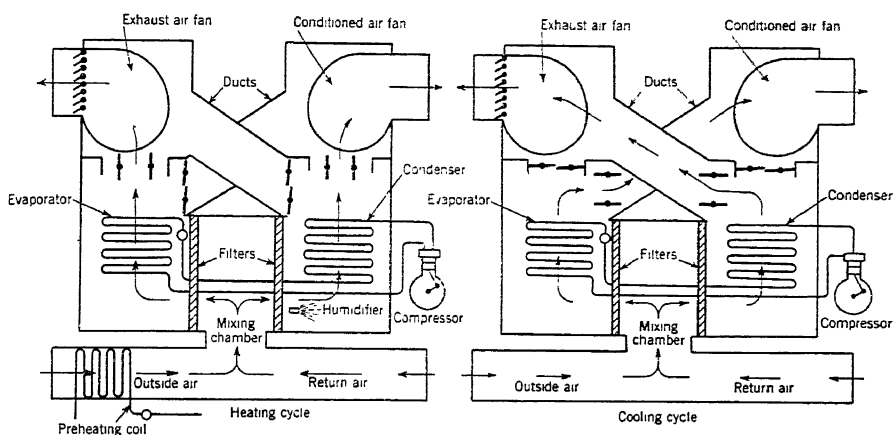 Exhaust air fan
Conditioned air fan
Ducts
Evaporator
Condenser
Filters
Humidifier
Compressor
Mixing
chamber
Outside air
Return air
Heating cycle
Preheating coil
Exhaust air fan
Conditioned air fan
Ducts
Evaporator
Condenser
Filters
Compressor
Mixing
chamber
Outside air
Return air
Cooling cycle